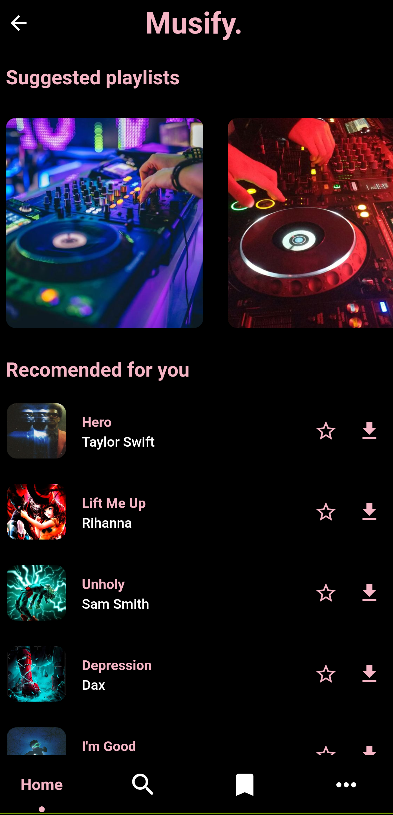 Musify.
Suggested playlists
Recomended for you
Hero
Taylor Swift
Lift Me Up
Rihanna
Unholy
Sam Smith
Depression
Dax
I'm Good
Home